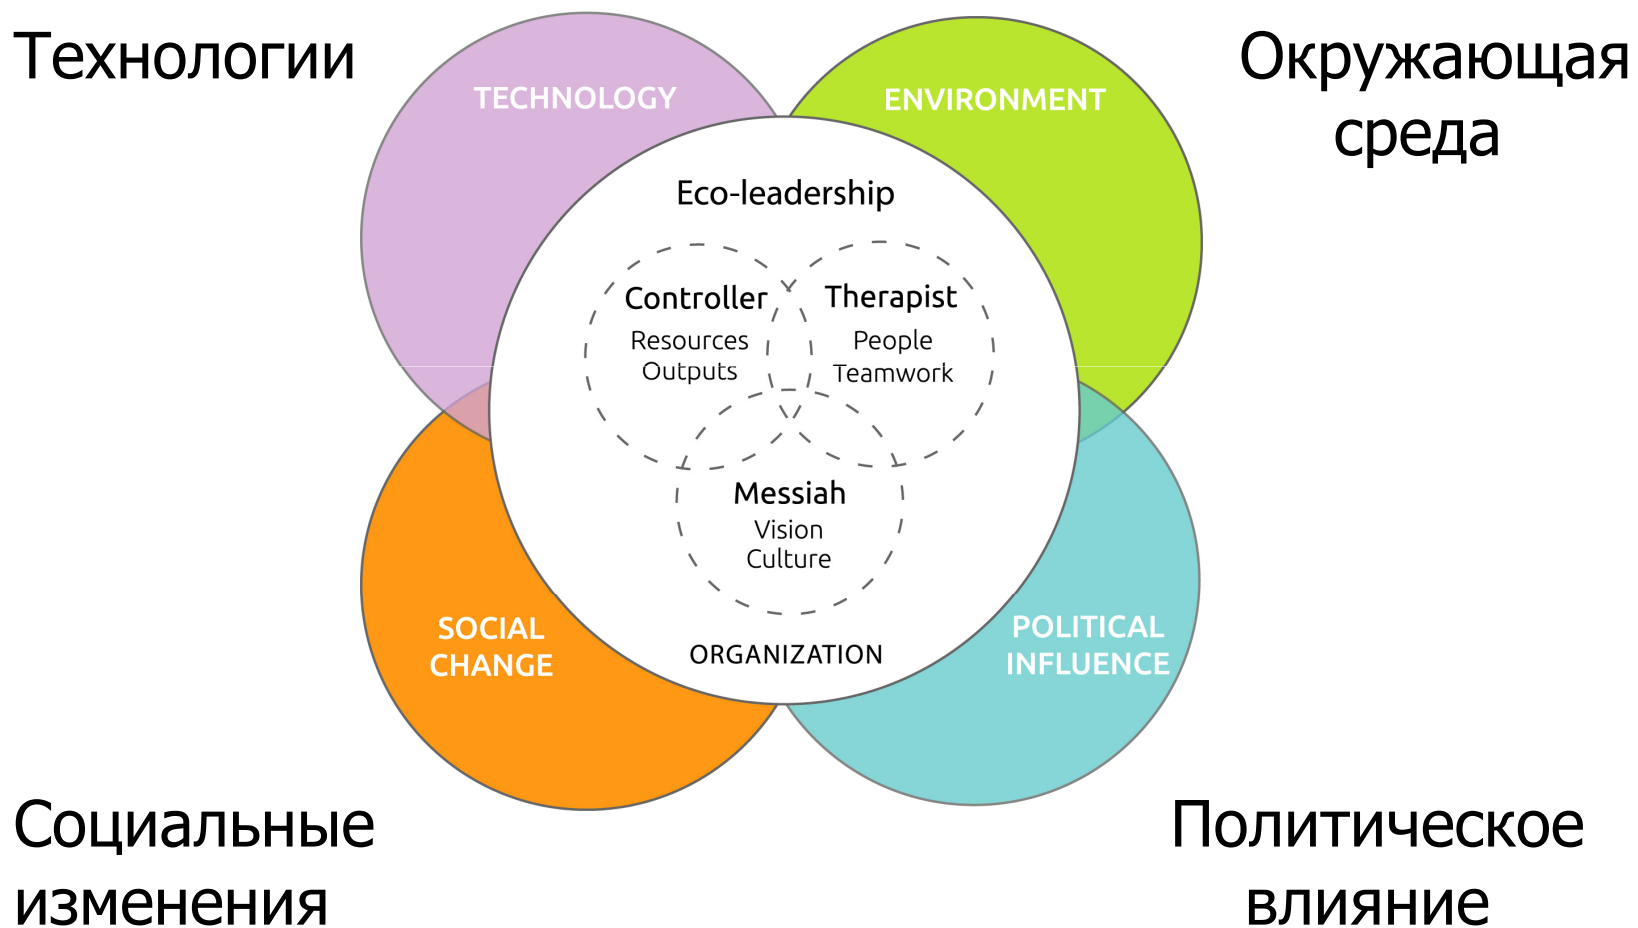 Технологии
TECHNOLOGY
ENVIRONMENT
Окружающая
среда
Eco-leadership
Controller
Resources
Outputs
Therapist
People
Teamwork
Messiah
Vision
Culture
ORGANIZATION
SOCIAL
CHANGE
POLITICAL
INFLUENCE
Социальные
изменения
Политическое
влияние